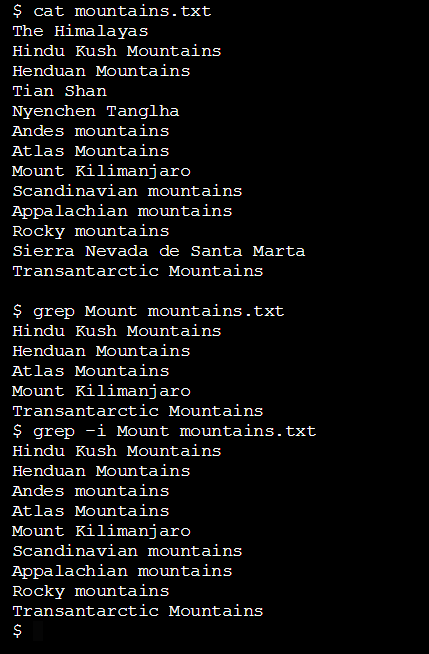 $ cat mountains.txt
The Himalayas
Hindu Kush Mountains
Henduan Mountains
Tian Shan
Nyenchen Tanglha
Andes mountains
Atlas Mountains
Mount Kilimanjaro
Scandinavian mountains
Appalachian mountains
Rocky mountains
Sierra Nevada de Santa Marta
Transantarctic Mountains

$ grep Mount mountains.txt
Hindu Kush Mountains
Henduan Mountains
Atlas Mountains
Mount Kilimanjaro
Transantarctic Mountains
$ grep -i Mount mountains.txt
Hindu Kush Mountains
Henduan Mountains
Andes mountains
Atlas Mountains
Mount Kilimanjaro
Scandinavian mountains
Appalachian mountains
Rocky mountains
Transantarctic Mountains
$